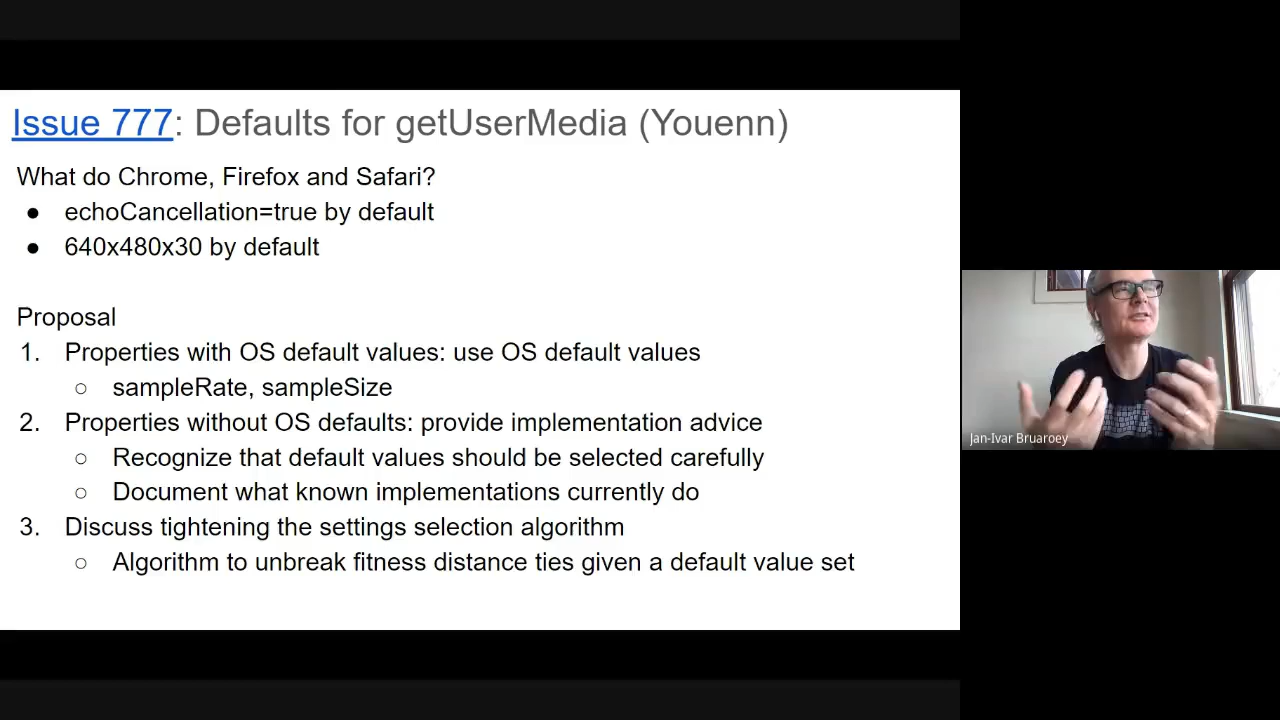 Issue 777: Defaults for getUserMedia (Youenn)
What do Chrome, Firefox and Safari?
● echoCancellation=true by default
● 640x480x30 by default
Proposal
1. Properties with OS default values: use OS default values
○ sampleRate, sampleSize
2. Properties without OS defaults: provide implementation advice
○ Recognize that default values should be selected carefully
○ Document what known implementations currently do
3. Discuss tightening the settings selection algorithm
○ Algorithm to unbreak fitness distance ties given a default value set
Jan-Ivar Bruaroey